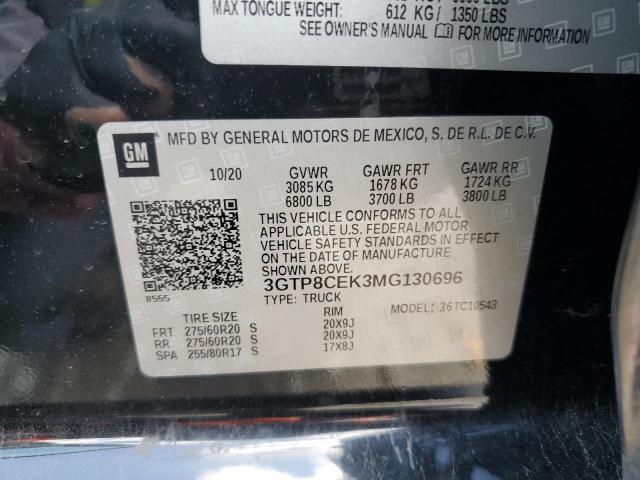 MAX TONGUE WEIGHT: 612 KG/ 1350 LBS
SEE OWNER'S MANUAL FOR MORE INFORMATION
GM
MFD BY GENERAL MOTORS DE MEXICO, S. DE R.L. DE C.V.
10/20 GVWR GAWR FRT GAWR RR
3085 KG 1678 KG 1724 KG
6800 LB 3700 LB 3800 LB
THIS VEHICLE CONFORMS TO ALL
APPLICABLE U.S. FEDERAL MOTOR
VEHICLE SAFETY STANDARDS IN EFFECT
ON THE DATE OF MANUFACTURE
SHOWN ABOVE.
3GTP8CEK3MG130696
8555 TYPE: TRUCK
TIRE SIZE RIM MODEL: 36TC10543
FRT 275/60R20 S 20X9J
RR 275/60R20 S 20X9J
SPA 255/80R17 S 17X8J